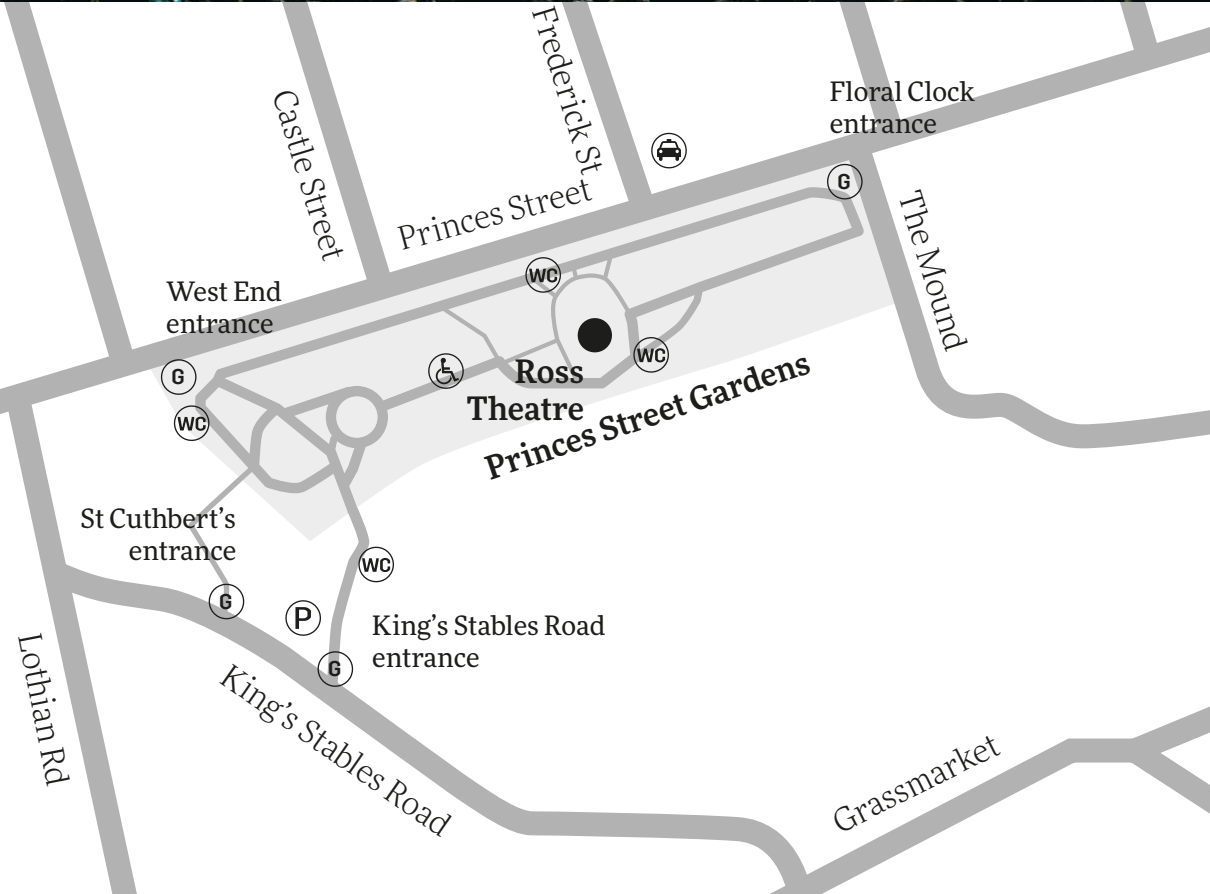 Frederick St
Floral Clock
entrance
Castle Street
Princes Street
G
The Mound
WC
West End
entrance
G
WC
WC
Ross
Theatre
Princes Street Gardens
St Cuthbert’s
entrance
WC
G
P
King’s Stables Road
entrance
G
Lothian Rd
King’s Stables Road
Grassmarket